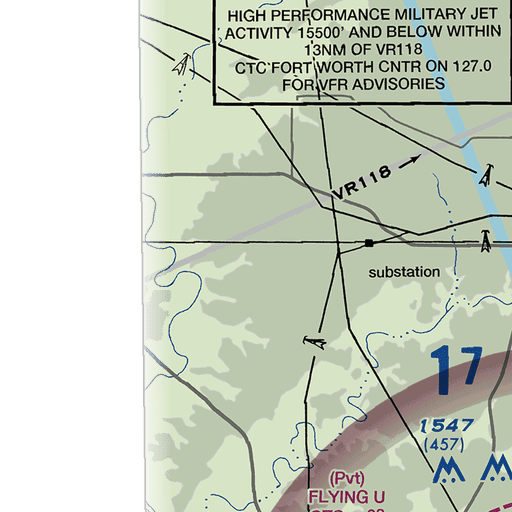 HIGH PERFORMANCE MILITARY JET
ACTIVITY 15500' AND BELOW WITHIN
13NM OF VR118
CTC FORT WORTH CNTR ON 127.0
FOR VFR ADVISORIES
VR118
substation
17
1547
(457)
(Pvt)
FLYING U